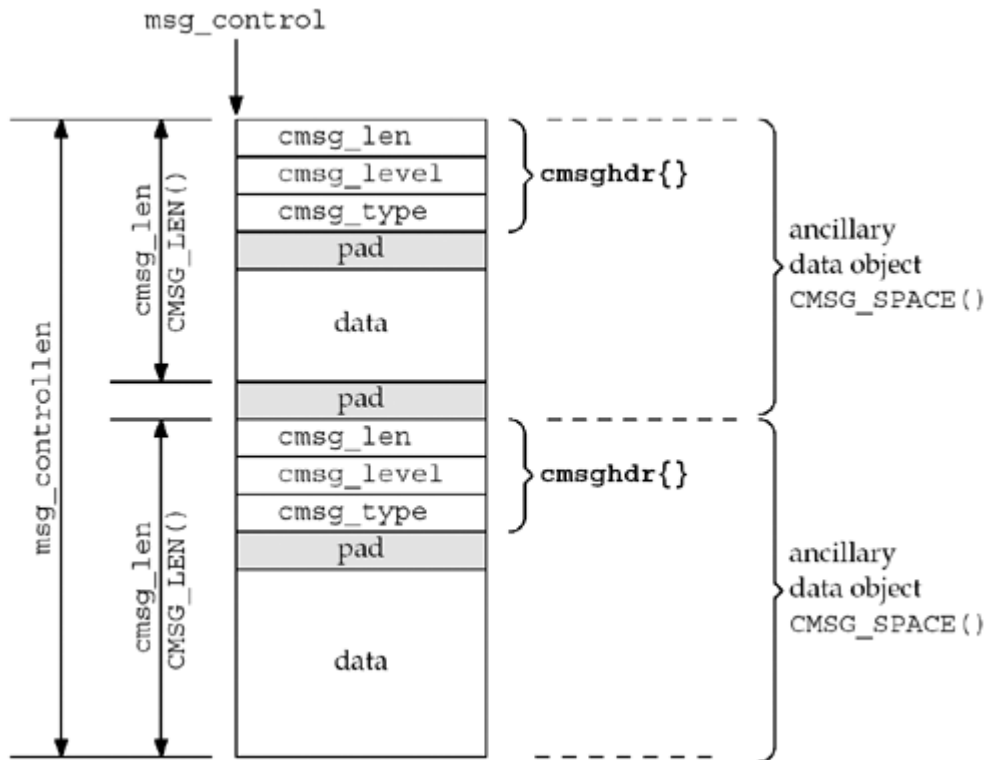 msg_control
cmsg_len
cmsg_level
cmsg_type
pad
data
pad
cmsg_len
cmsg_level
cmsg_type
pad
data
msg_controllen
cmsg_len
CMSG_LEN()
cmsg_len
CMSG_LEN()
cmsghdr{}
cmsghdr{}
ancillary
data object
CMSG_SPACE()
ancillary
data object
CMSG_SPACE()